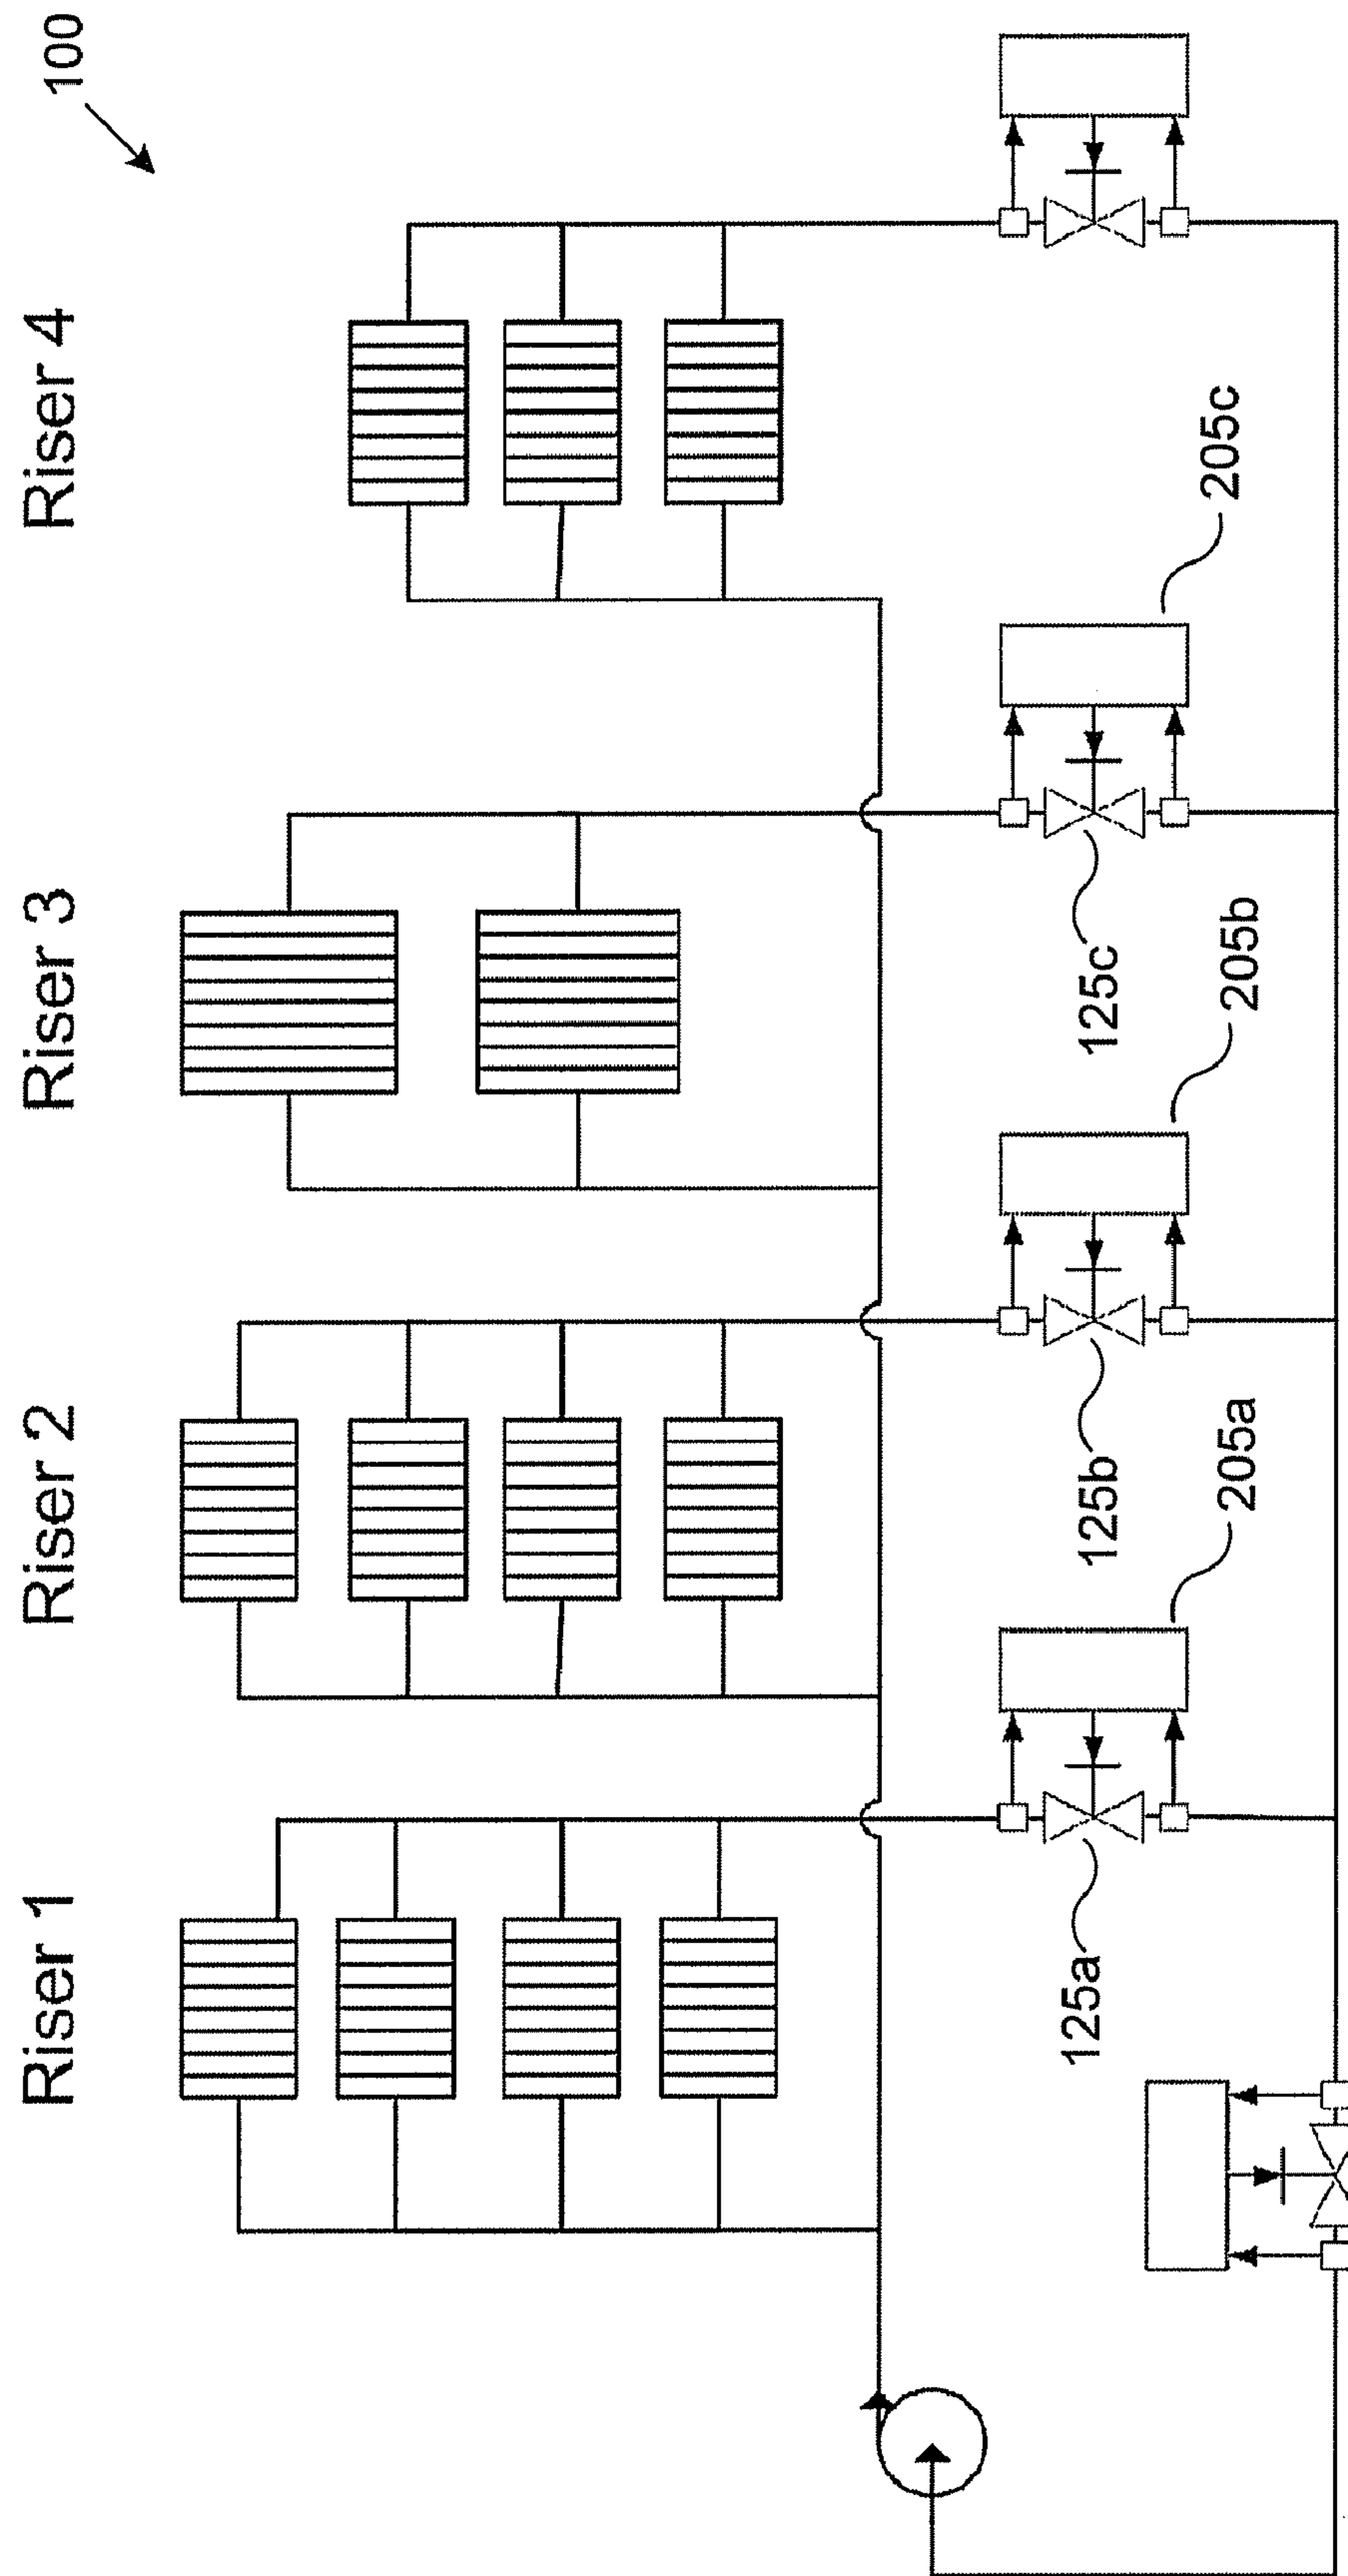 100
Riser 1
Riser 2
Riser 3
Riser 4
125a
205a
125b
205b
125c
205c